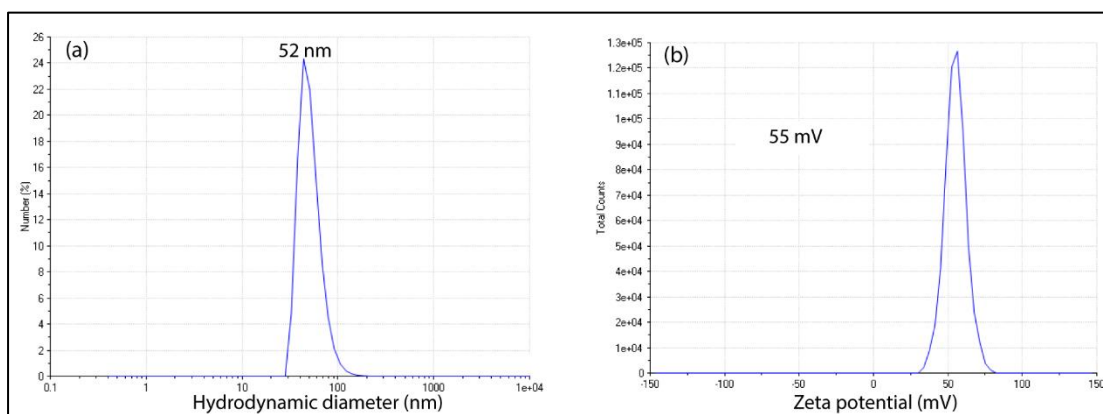 (a)
52 nm
26
24
22
20
18
16
14
12
10
8
6
4
2
0
Number (%)
0.1 1 10 100 1000 1e+04
Hydrodynamic diameter (nm)
(b)
55 mV
1.3e+05
1.2e+05
1.1e+05
1e+05
9e+04
8e+04
7e+04
6e+04
5e+04
4e+04
3e+04
2e+04
1e+04
0
Total Counts
-150 -100 -50 0 50 100 150
Zeta potential (mV)